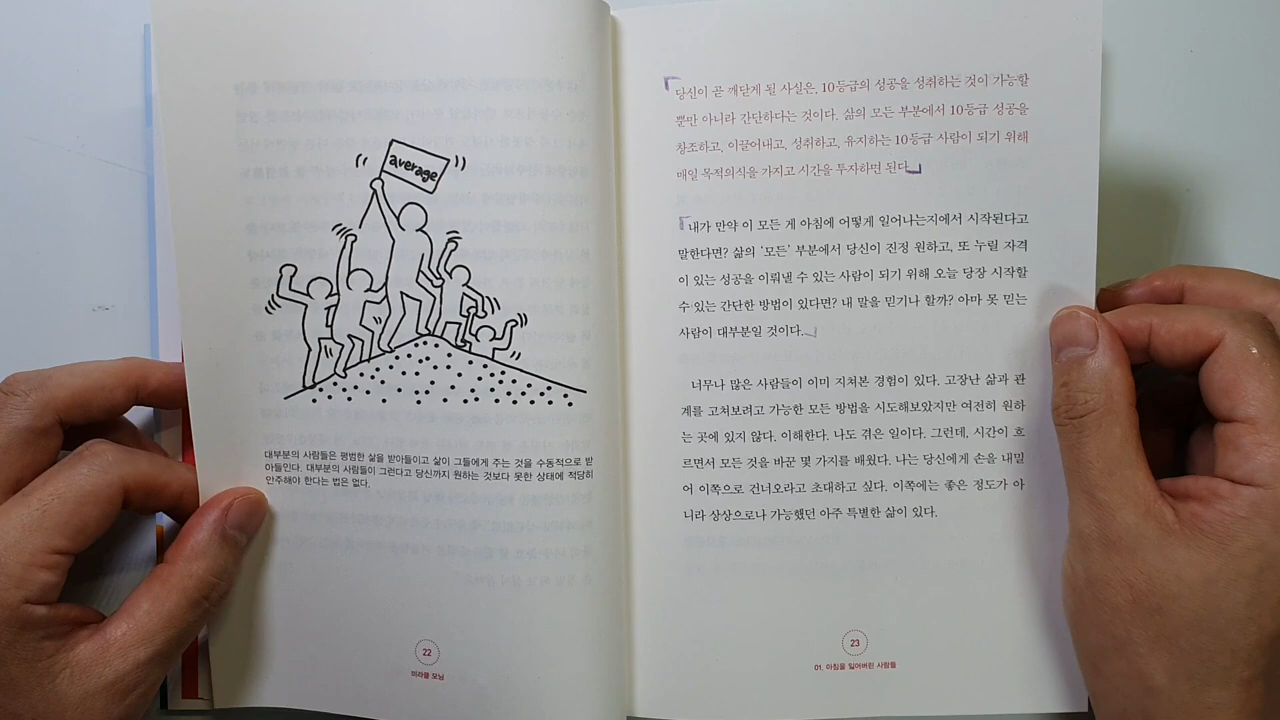 average
대부분의 사람들은 평범한 삶을 받아들이고 삶이 그들에게 주는 것을 수동적으로 받
아들인다. 대부분의 사람들이 그런다고 당신까지 원하는 것보다 못한 상태에 적당히
안주해야 한다는 법은 없다.
22
미라클 모닝
당신이 곧 깨닫게 될 사실은, 10등급의 성공을 성취하는 것이 가능할
뿐만 아니라 간단하다는 것이다. 삶의 모든 부분에서 10등급 성공을
창조하고, 이끌어내고, 성취하고, 유지하는 10등급 사람이 되기 위해
매일 목적의식을 가지고 시간을 투자하면 된다.
내가 만약 이 모든 게 아침에 어떻게 일어나는지에서 시작된다고
말한다면? 삶의 ‘모든’ 부분에서 당신이 진정 원하고, 또 누릴 자격
이 있는 성공을 이뤄낼 수 있는 사람이 되기 위해 오늘 당장 시작할
수 있는 간단한 방법이 있다면? 내 말을 믿기나 할까? 아마 못 믿는
사람이 대부분일 것이다.
너무나 많은 사람들이 이미 지쳐본 경험이 있다. 고장난 삶과 관
계를 고쳐보려고 가능한 모든 방법을 시도해보았지만 여전히 원하
는 곳에 있지 않다. 이해한다. 나도 겪은 일이다. 그런데, 시간이 흐
르면서 모든 것을 바꾼 몇 가지를 배웠다. 나는 당신에게 손을 내밀
어 이쪽으로 건너오라고 초대하고 싶다. 이쪽에는 좋은 정도가 아
니라 상상으로나 가능했던 아주 특별한 삶이 있다.
23
01. 아침을 잃어버린 사람들